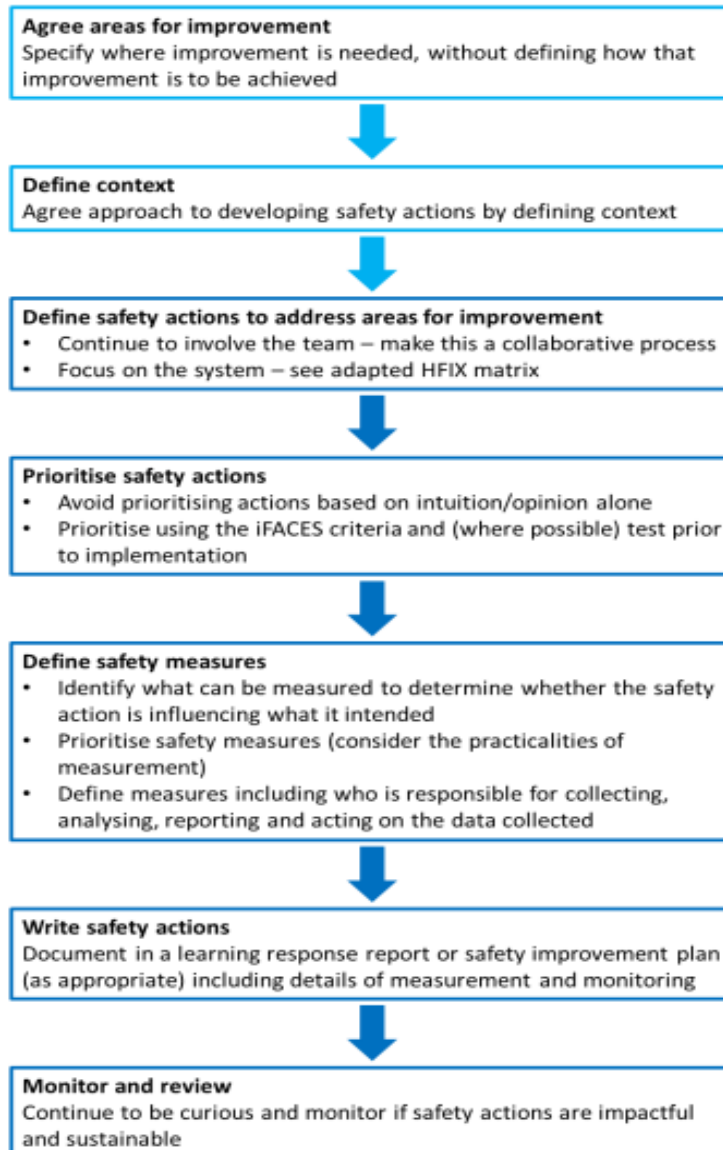 Agree areas for improvement
Specify where improvement is needed, without defining how that
improvement is to be achieved
Define context
Agree approach to developing safety actions by defining context
Define safety actions to address areas for improvement
• Continue to involve the team – make this a collaborative process
• Focus on the system – see adapted HFIX matrix
Prioritise safety actions
• Avoid prioritising actions based on intuition/opinion alone
• Prioritise using the iFACES criteria and (where possible) test prior
to implementation
Define safety measures
• Identify what can be measured to determine whether the safety
action is influencing what it intended
• Prioritise safety measures (consider the practicalities of
measurement)
• Define measures including who is responsible for collecting,
analysing, reporting and acting on the data collected
Write safety actions
Document in a learning response report or safety improvement plan
(as appropriate) including details of measurement and monitoring
Monitor and review
Continue to be curious and monitor if safety actions are impactful
and sustainable